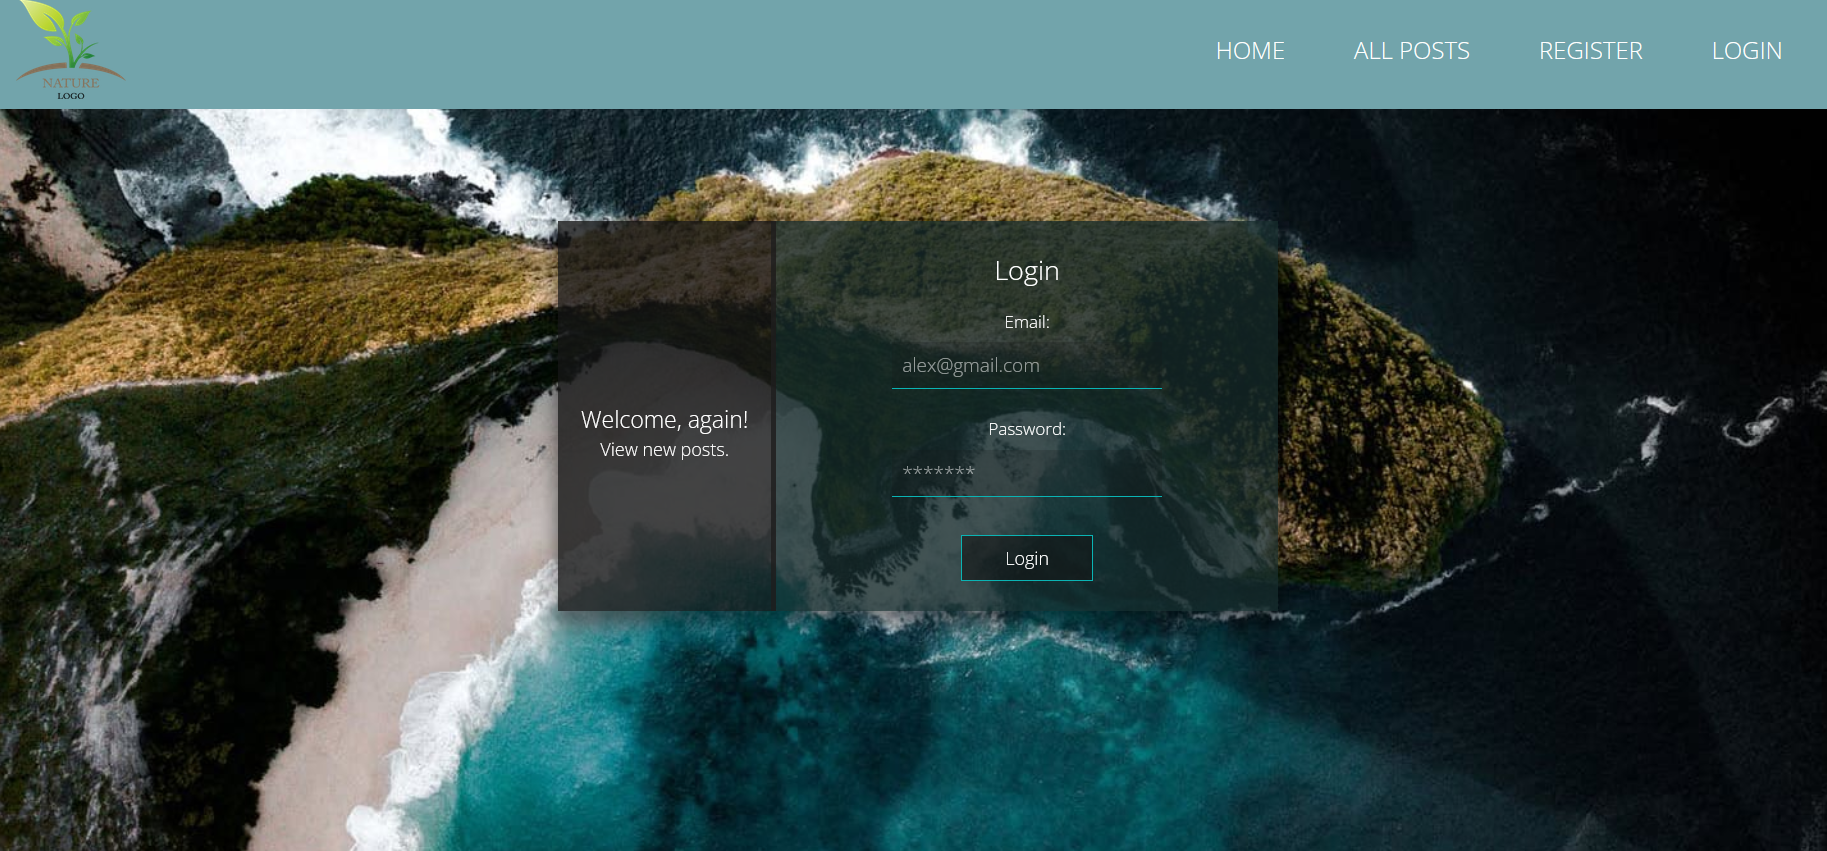 NATURE
LOGO
HOME
ALL POSTS
REGISTER
LOGIN
Welcome, again!
View new posts.
Login
Email:
alex@gmail.com
Password:
*******
Login